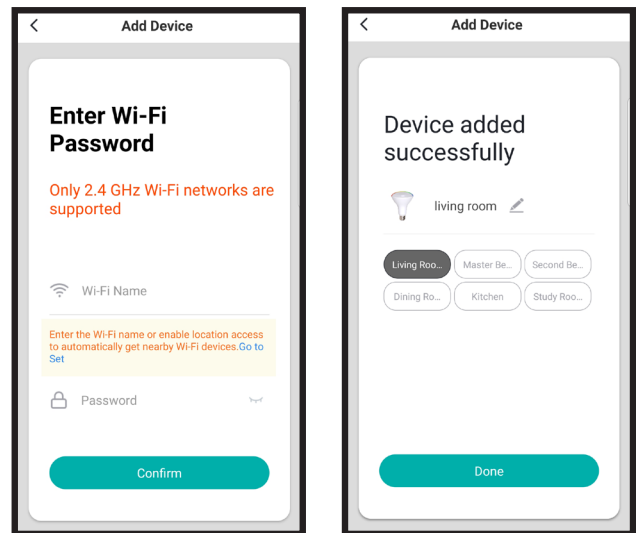 Add Device
Enter Wi-Fi
Password
Only 2.4 GHz Wi-Fi networks are
supported
Wi-Fi Name
Enter the Wi-Fi name or enable location access
to automatically get nearby Wi-Fi devices.Go to
Set
Password
Confirm
Add Device
Device added
successfully
living room
Living Roo...
Master Be...
Second Be...
Dining Ro...
Kitchen
Study Roo...
Done